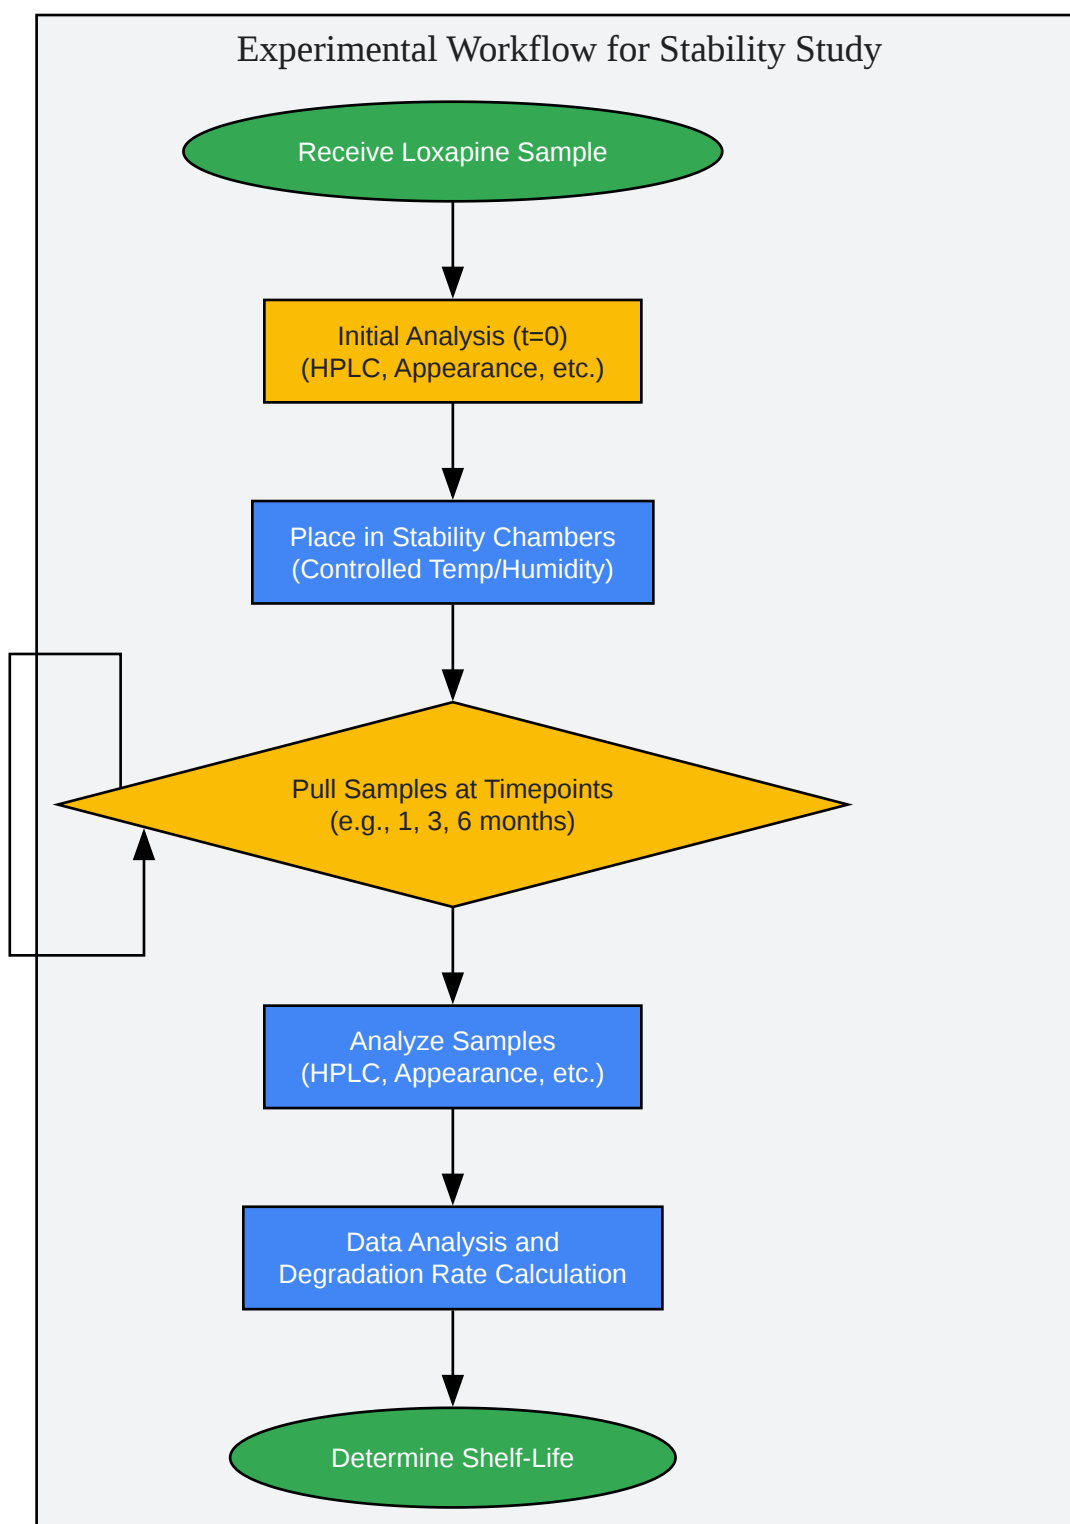 Experimental Workflow for Stability Study
Receive Loxapine Sample
Initial Analysis (t=0)
(HPLC, Appearance, etc.)
Place in Stability Chambers
(Controlled Temp/Humidity)
Pull Samples at Timepoints
(e.g., 1, 3, 6 months)
Analyze Samples
(HPLC, Appearance, etc.)
Data Analysis and
Degradation Rate Calculation
Determine Shelf-Life